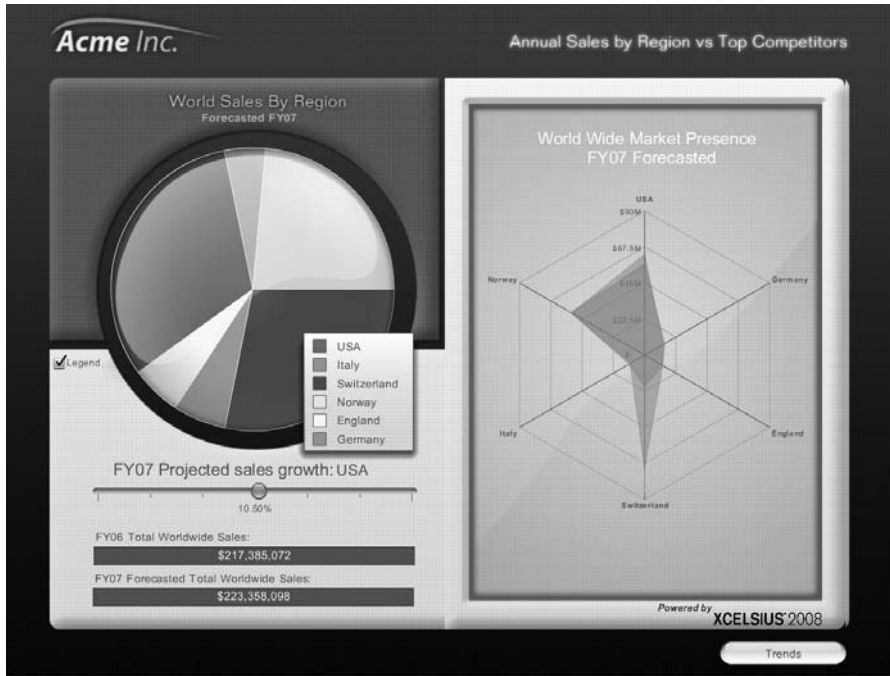 Acme Inc.
Annual Sales by Region vs Top Competitors
World Sales By Region
Forecasted FY07
Legend
USA
Italy
Switzerland
Norway
England
Germany
FY07 Projected sales growth: USA
10.50%
FY06 Total Worldwide Sales:
$217,385,072
FY07 Forecasted Total Worldwide Sales:
$223,358,098
World Wide Market Presence
FY07 Forecasted
USA
$90M
$67.5M
Norway
Germany
Italy
England
Switzerland
Powered by
XCELSIUS 2008
Trends